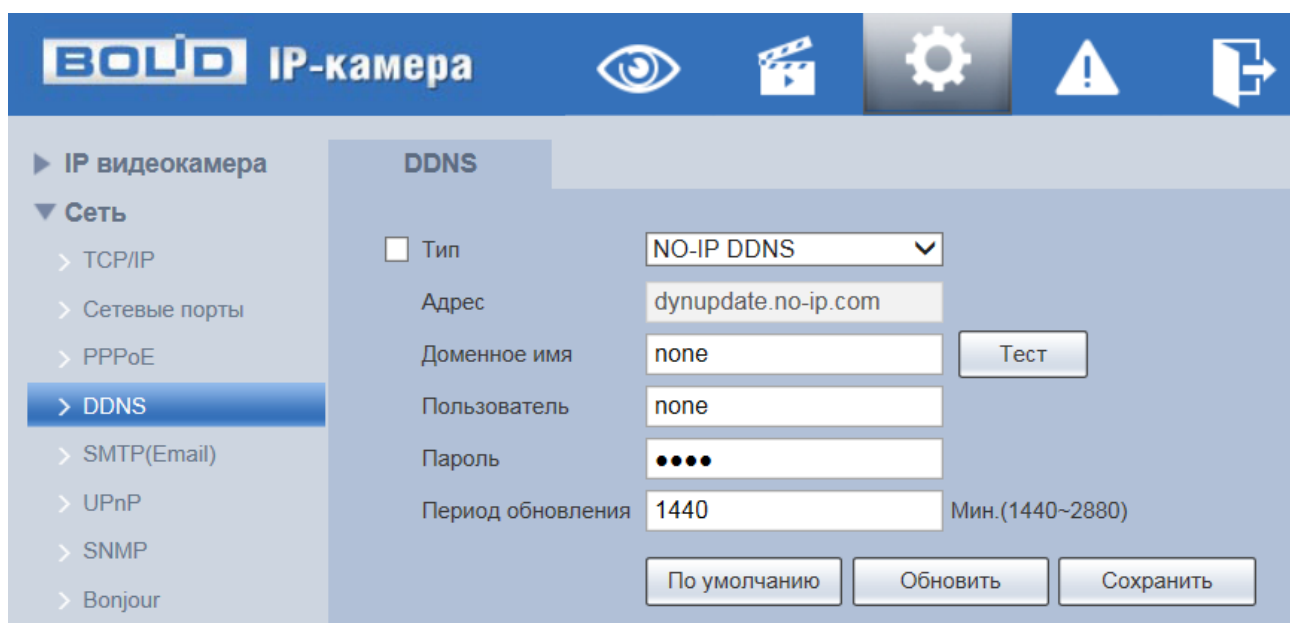 BOLID IP-камера
IP видеокамера
Сеть
TCP/IP
Сетевые порты
PPPoE
DDNS
SMTP(Email)
UPnP
SNMP
Bonjour
DDNS
Тип NO-IP DDNS
Адрес dynupdate.no-ip.com
Доменное имя none Тест
Пользователь none
Пароль ●●●●
Период обновления 1440 Мин.(1440~2880)
По умолчанию Обновить Сохранить